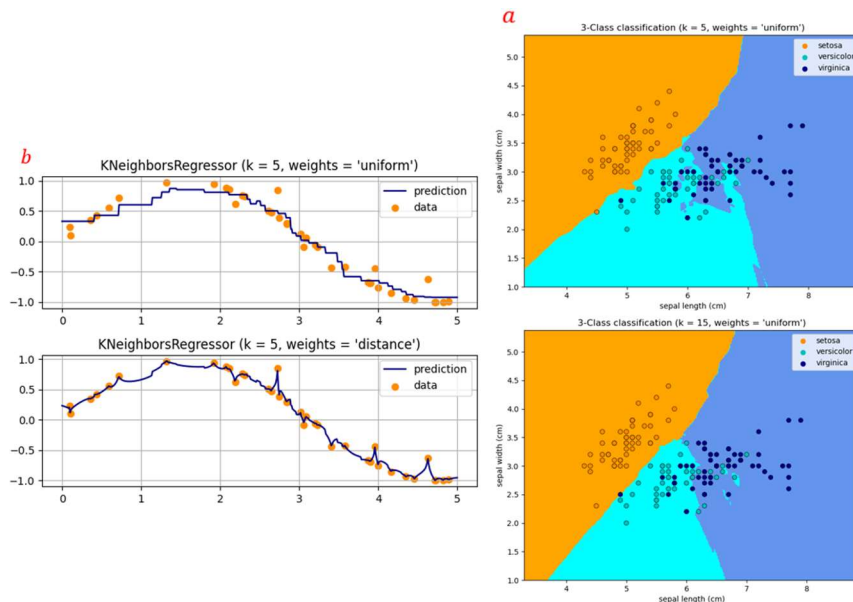 a
3-Class classification (k = 5, weights = 'uniform')
setosa
versicolor
virginica
5.0
4.5
4.0
3.5
3.0
2.5
2.0
1.5
1.0
sepal width (cm)
4 5 6 7 8
sepal length (cm)
b
KNeighborsRegressor (k = 5, weights = 'uniform')
prediction
data
1.0
0.5
0.0
−0.5
−1.0
0 1 2 3 4 5
KNeighborsRegressor (k = 5, weights = 'distance')
prediction
data
1.0
0.5
0.0
−0.5
−1.0
0 1 2 3 4 5
3-Class classification (k = 15, weights = 'uniform')
setosa
versicolor
virginica
5.0
4.5
4.0
3.5
3.0
2.5
2.0
1.5
1.0
sepal width (cm)
4 5 6 7 8
sepal length (cm)